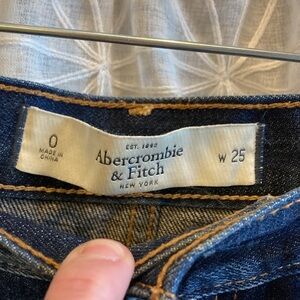 0
MADE IN
CHINA
EST. 1892
Abercrombie
& Fitch
NEW YORK
W 25